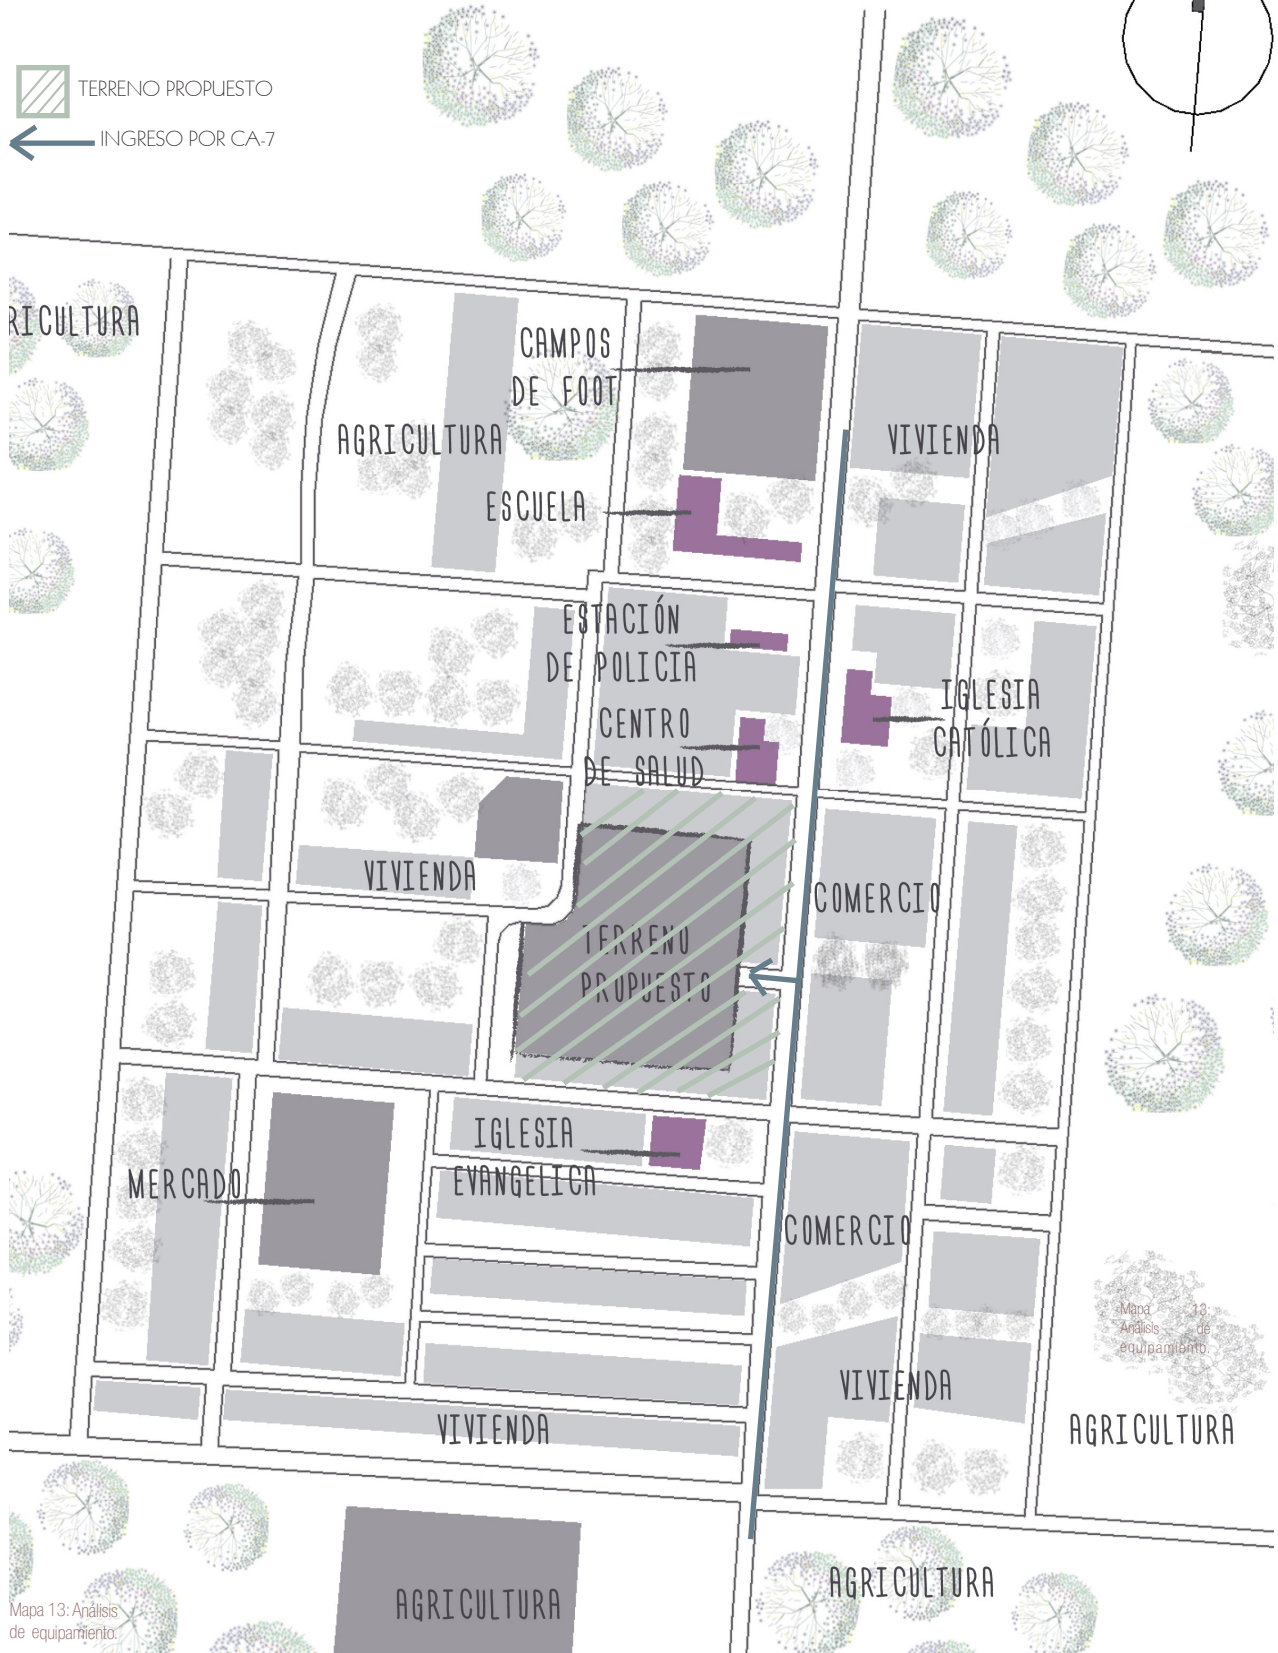 TERRENO PROPUESTO
INGRESO POR CA-7
RICULTURA
CAMPOS
DE FOOT
AGRICULTURA
VIVIENDA
ESCUELA
ESTACIÓN
DE POLICIA
IGLESIA
CATÓLICA
CENTRO
DE SALUD
VIVIENDA
COMERCIO
TERRENO
PROPUESTO
IGLESIA
EVANGELICA
MERCADO
COMERCIO
Mapa 13:
Análisis de
equipamiento.
VIVIENDA
VIVIENDA
AGRICULTURA
AGRICULTURA
AGRICULTURA
Mapa 13: Análisis
de equipamiento.